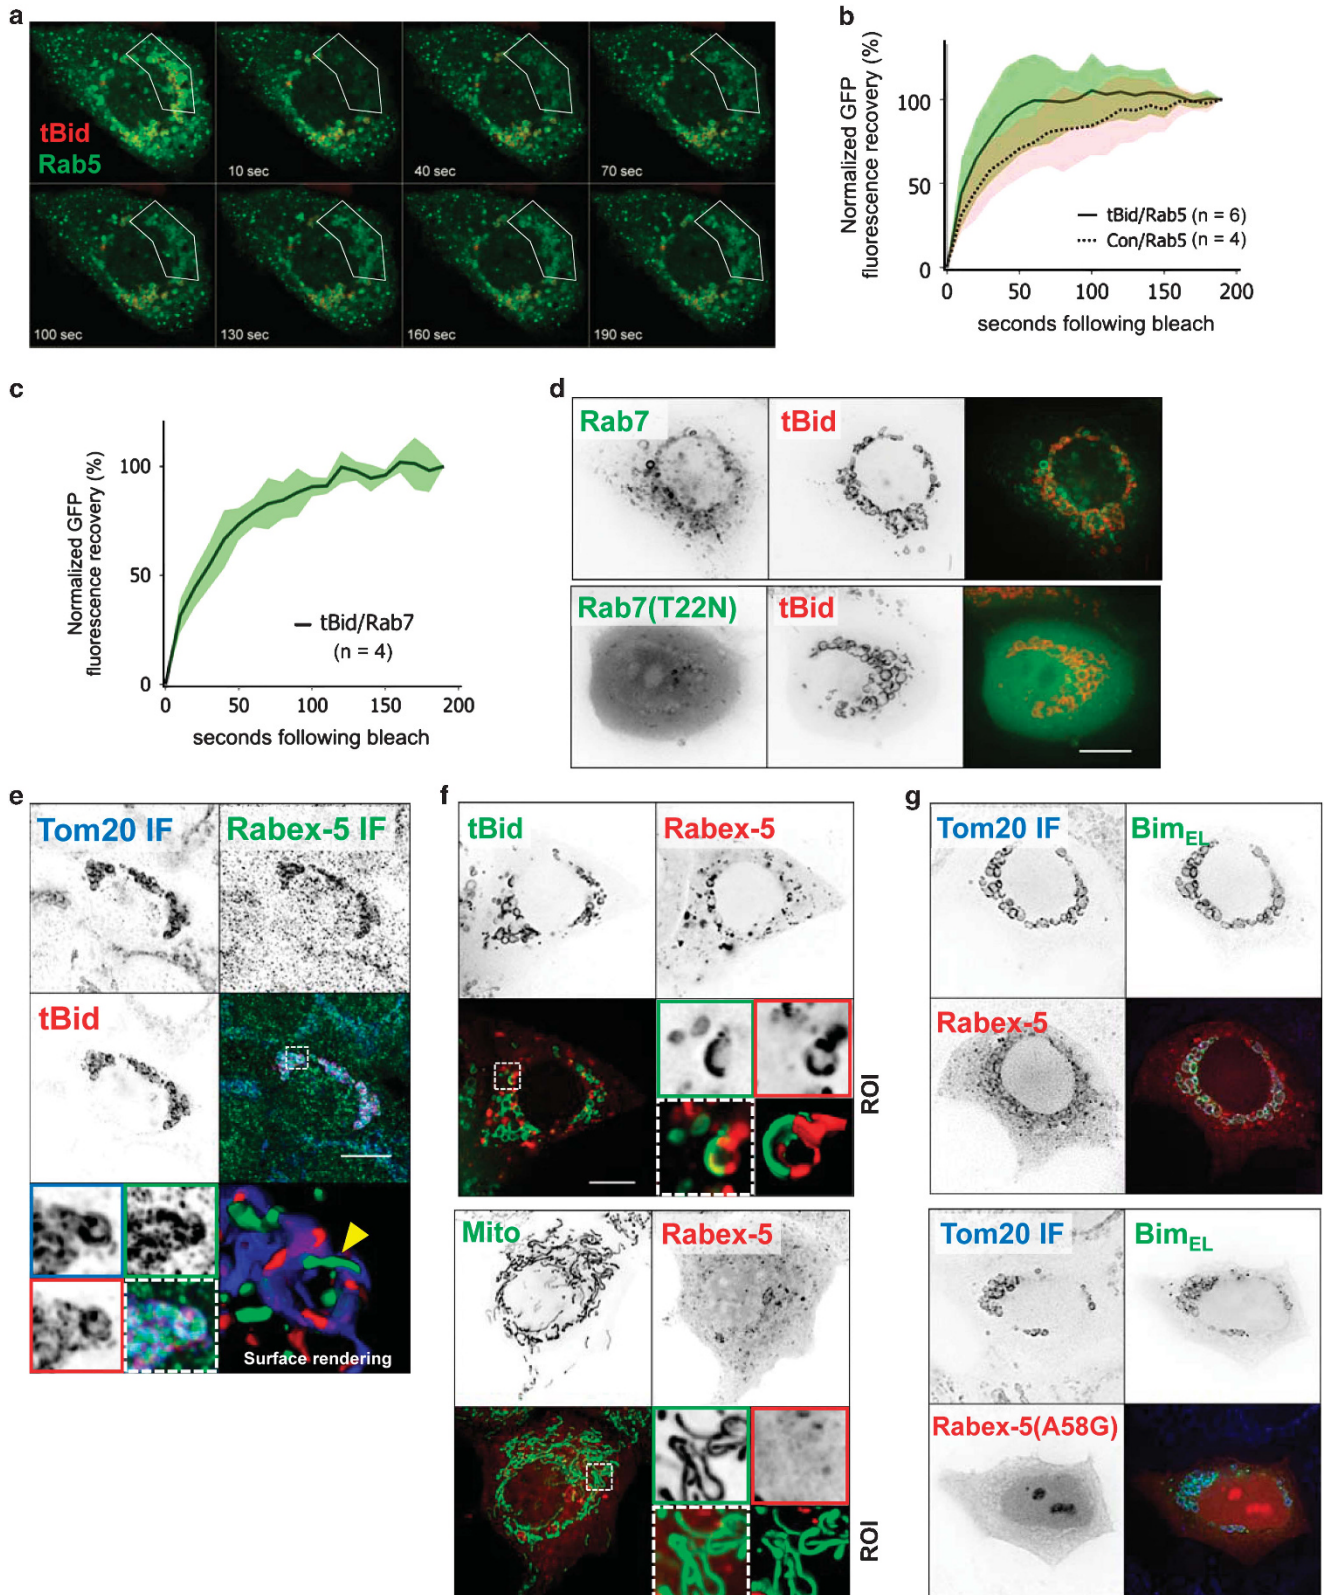 a
tBid
Rab5
10 sec
40 sec
70 sec
100 sec
130 sec
160 sec
190 sec
b
Normalized GFP
fluorescence recovery (%)
100
50
0
tBid/Rab5 (n = 6)
Con/Rab5 (n = 4)
0 50 100 150 200
seconds following bleach
c
Normalized GFP
fluorescence recovery (%)
100
50
0
tBid/Rab7
(n = 4)
0 50 100 150 200
seconds following bleach
d
Rab7
tBid
Rab7(T22N)
tBid
e
Tom20 IF
Rabex-5 IF
tBid
Surface rendering
f
tBid
Rabex-5
ROI
Mito
Rabex-5
ROI
g
Tom20 IF
BimEL
Rabex-5
Tom20 IF
BimEL
Rabex-5(A58G)